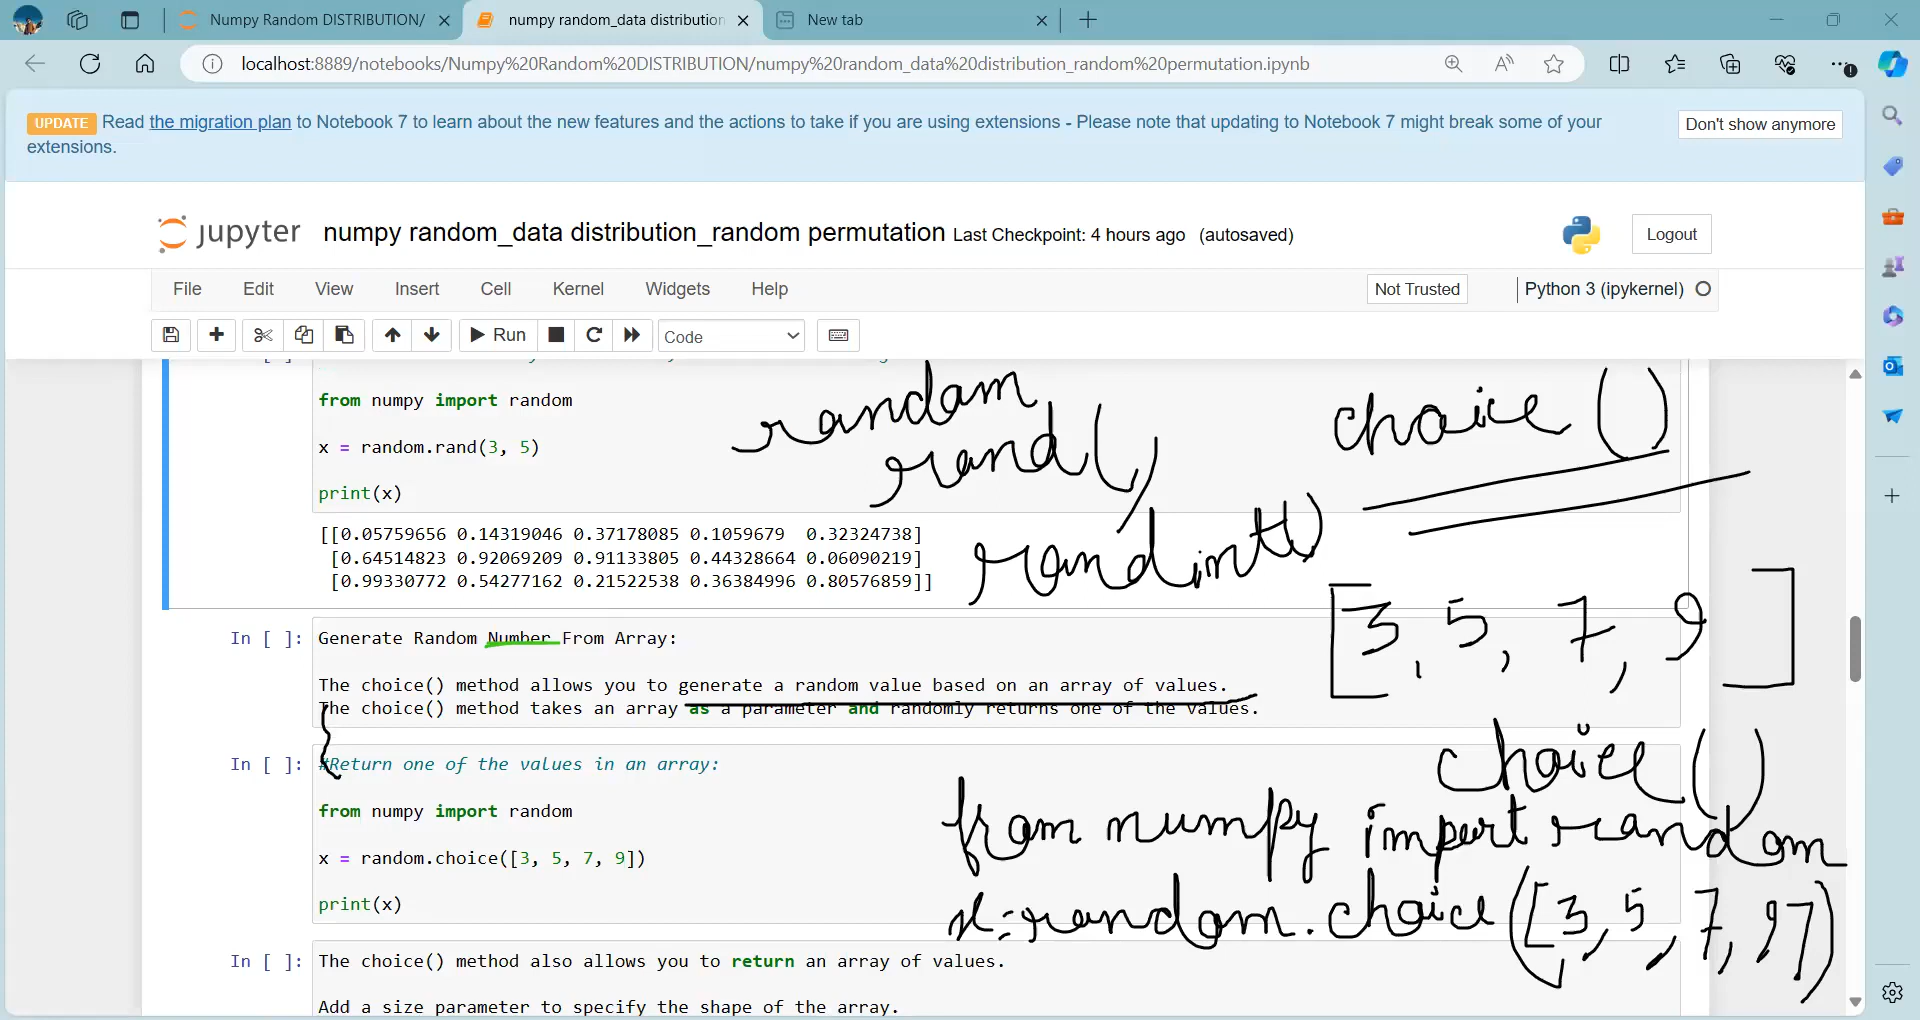 Numpy Random DISTRIBUTION/
numpy random_data distribution
New tab
localhost:8889/notebooks/Numpy%20Random%20DISTRIBUTION/numpy%20random_data%20distribution_random%20permutation.ipynb
UPDATE Read the migration plan to Notebook 7 to learn about the new features and the actions to take if you are using extensions - Please note that updating to Notebook 7 might break some of your
extensions.
Don't show anymore
jupyter numpy random_data distribution_random permutation Last Checkpoint: 4 hours ago (autosaved)
Logout
File Edit View Insert Cell Kernel Widgets Help
Not Trusted
Python 3 (ipykernel)
Run
Code
from numpy import random
x = random.rand(3, 5)
print(x)
[[0.05759656 0.14319046 0.37178085 0.1059679 0.32324738]
[0.64514823 0.92069209 0.91133805 0.44328664 0.06090219]
[0.99330772 0.54277162 0.21522538 0.36384996 0.80576859]]
random
rand()
randint()
choice ()
[3, 5, 7, 9]
In [ ]: Generate Random Number From Array:
The choice() method allows you to generate a random value based on an array of values.
The choice() method takes an array as a parameter and randomly returns one of the values.
choice()
In [ ]: #Return one of the values in an array:
from numpy import random
x = random.choice([3, 5, 7, 9])
print(x)
from numpy import random
x=random.choice([3, 5, 7, 9])
In [ ]: The choice() method also allows you to return an array of values.
Add a size parameter to specify the shape of the array.